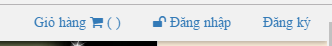 Giỏ hàng ( ) Đăng nhập Đăng ký